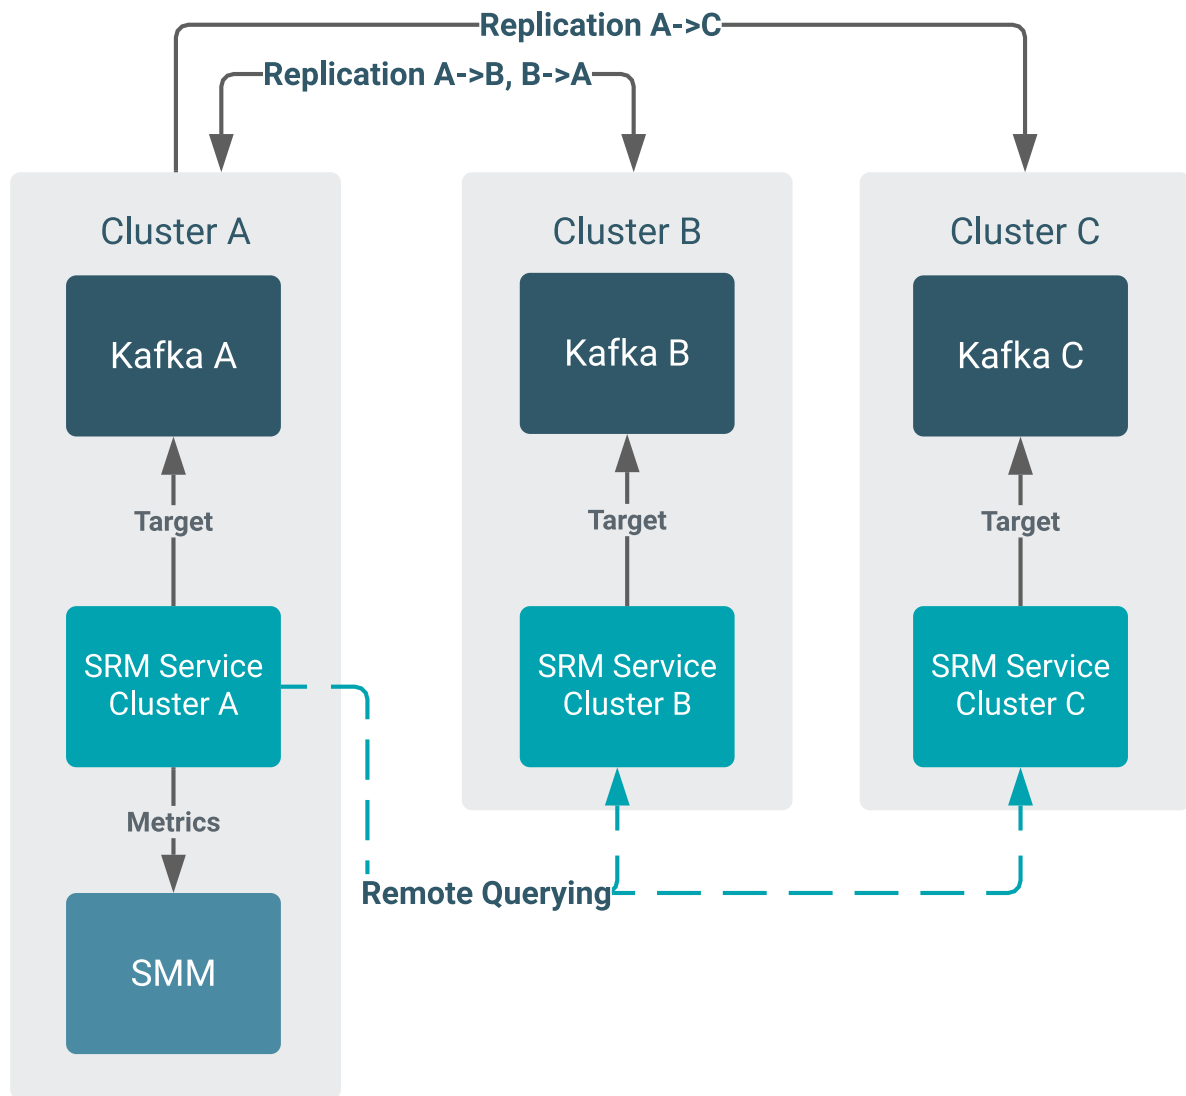 Replication A->C
Replication A->B, B->A
Cluster A
Cluster B
Cluster C
Kafka A
Kafka B
Kafka C
Target
Target
Target
SRM Service
Cluster A
SRM Service
Cluster B
SRM Service
Cluster C
Metrics
Remote Querying
SMM